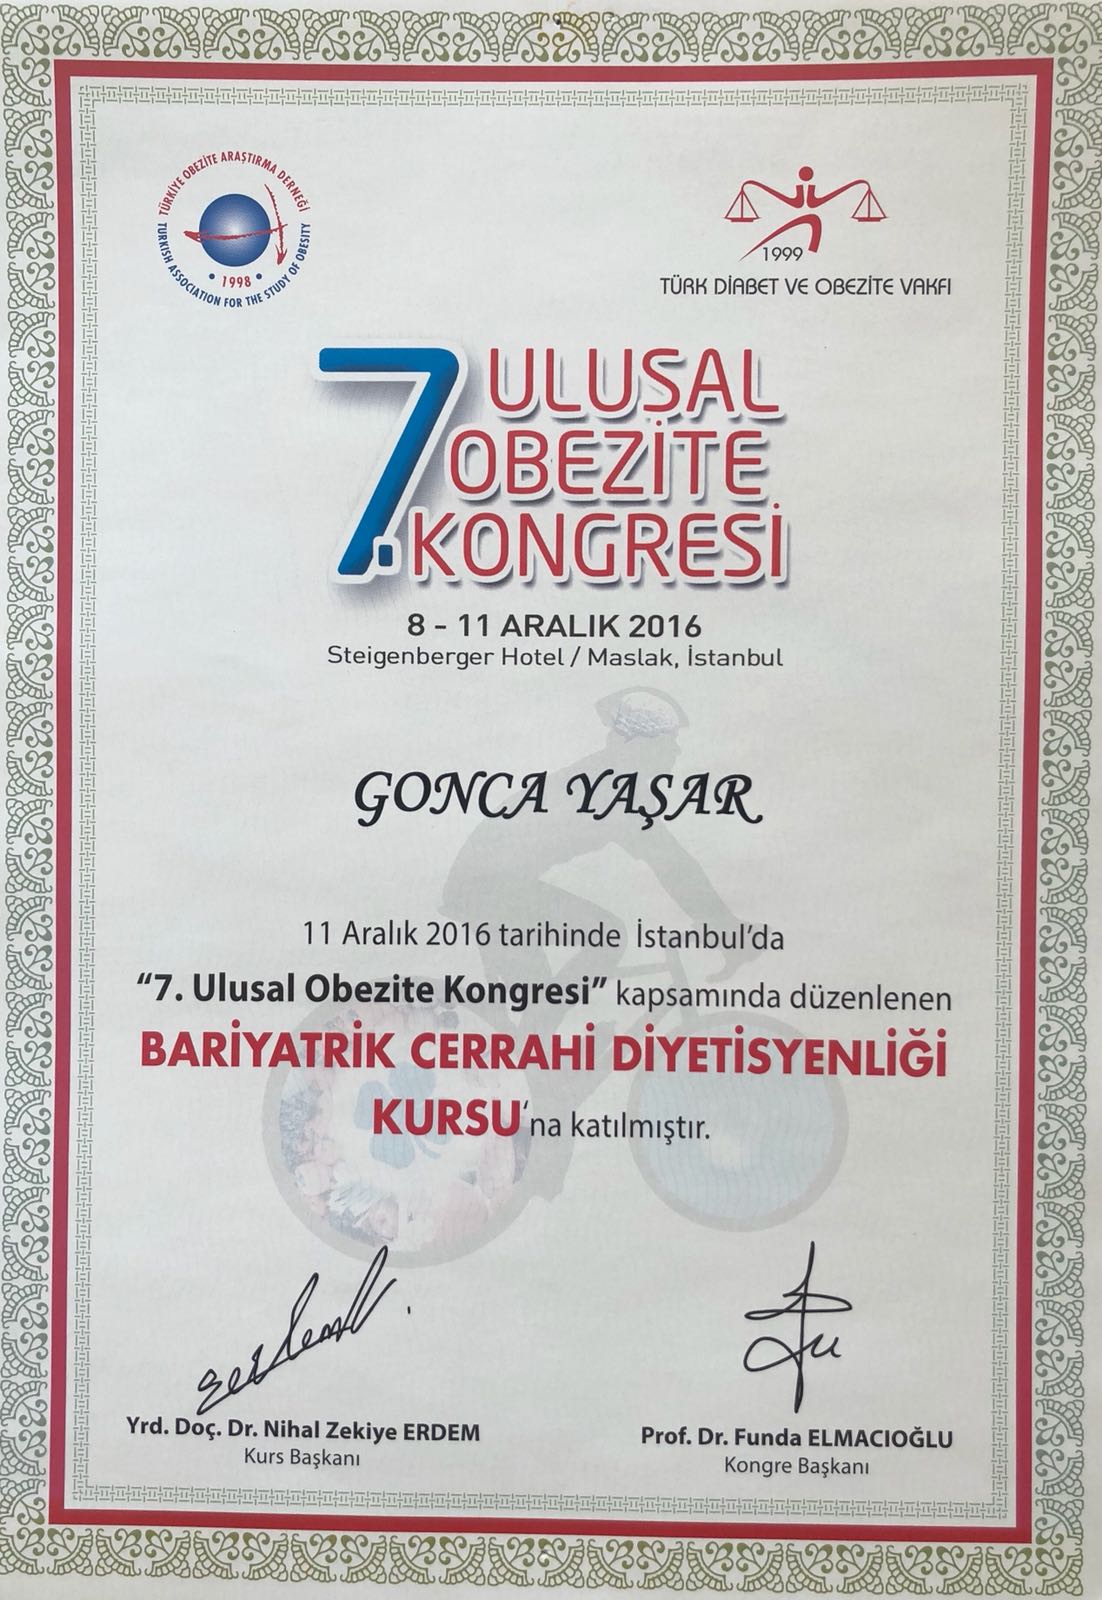 TÜRKİYE OBEZİTE ARAŞTIRMA DERNEĞİ
TURKISH ASSOCIATION FOR THE STUDY OF OBESITY
• 1998 •
1999
TÜRK DİABET VE OBEZİTE VAKFI
7. ULUSAL
OBEZİTE
KONGRESİ
8 - 11 ARALIK 2016
Steigenberger Hotel / Maslak, İstanbul
GONCA YAŞAR
11 Aralık 2016 tarihinde İstanbul'da
"7. Ulusal Obezite Kongresi" kapsamında düzenlenen
BARİYATRİK CERRAHİ DİYETİSYENLİĞİ
KURSU'na katılmıştır.
Yrd. Doç. Dr. Nihal Zekiye ERDEM
Kurs Başkanı
Prof. Dr. Funda ELMACIOĞLU
Kongre Başkanı